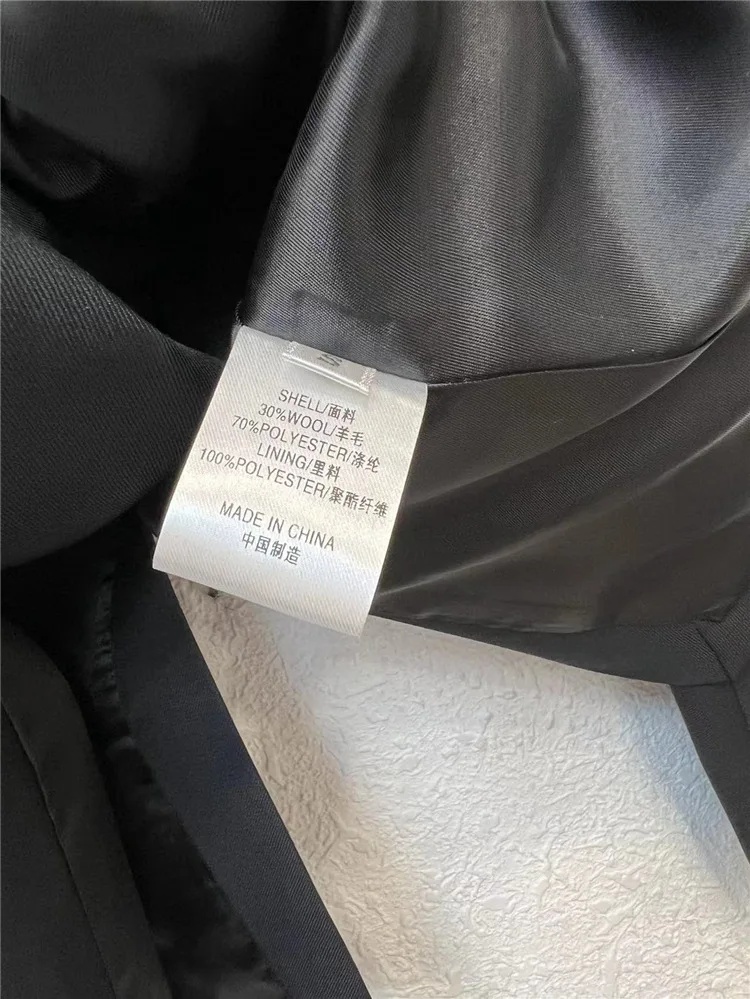 SHELL/面料
30%WOOL/羊毛
70%POLYESTER/涤纶
LINING/里料
100%POLYESTER/聚酯纤维
MADE IN CHINA
中国制造